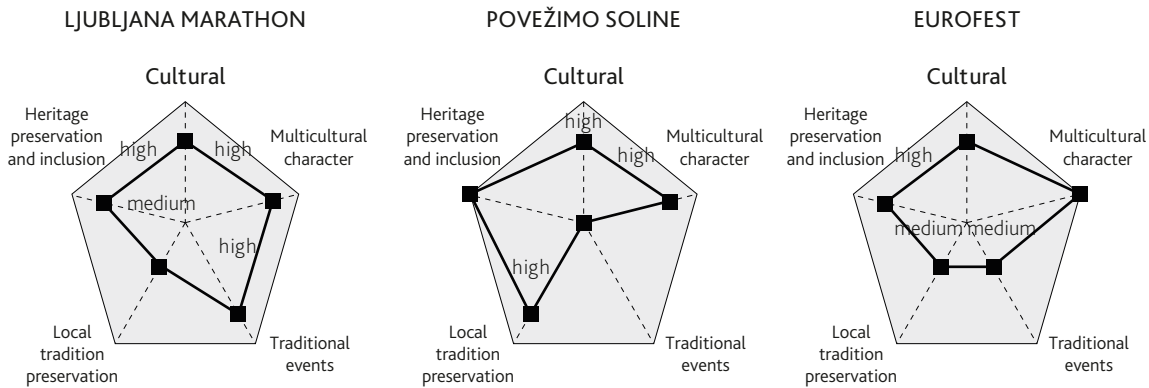 LJUBLJANA MARATHON
Cultural
Heritage
preservation
and inclusion
Multicultural
character
high
high
medium
high
Local
tradition
preservation
Traditional
events
POVEŽIMO SOLINE
Cultural
Heritage
preservation
and inclusion
Multicultural
character
high
high
high
Local
tradition
preservation
Traditional
events
EUROFEST
Cultural
Heritage
preservation
and inclusion
Multicultural
character
high
medium medium
Local
tradition
preservation
Traditional
events